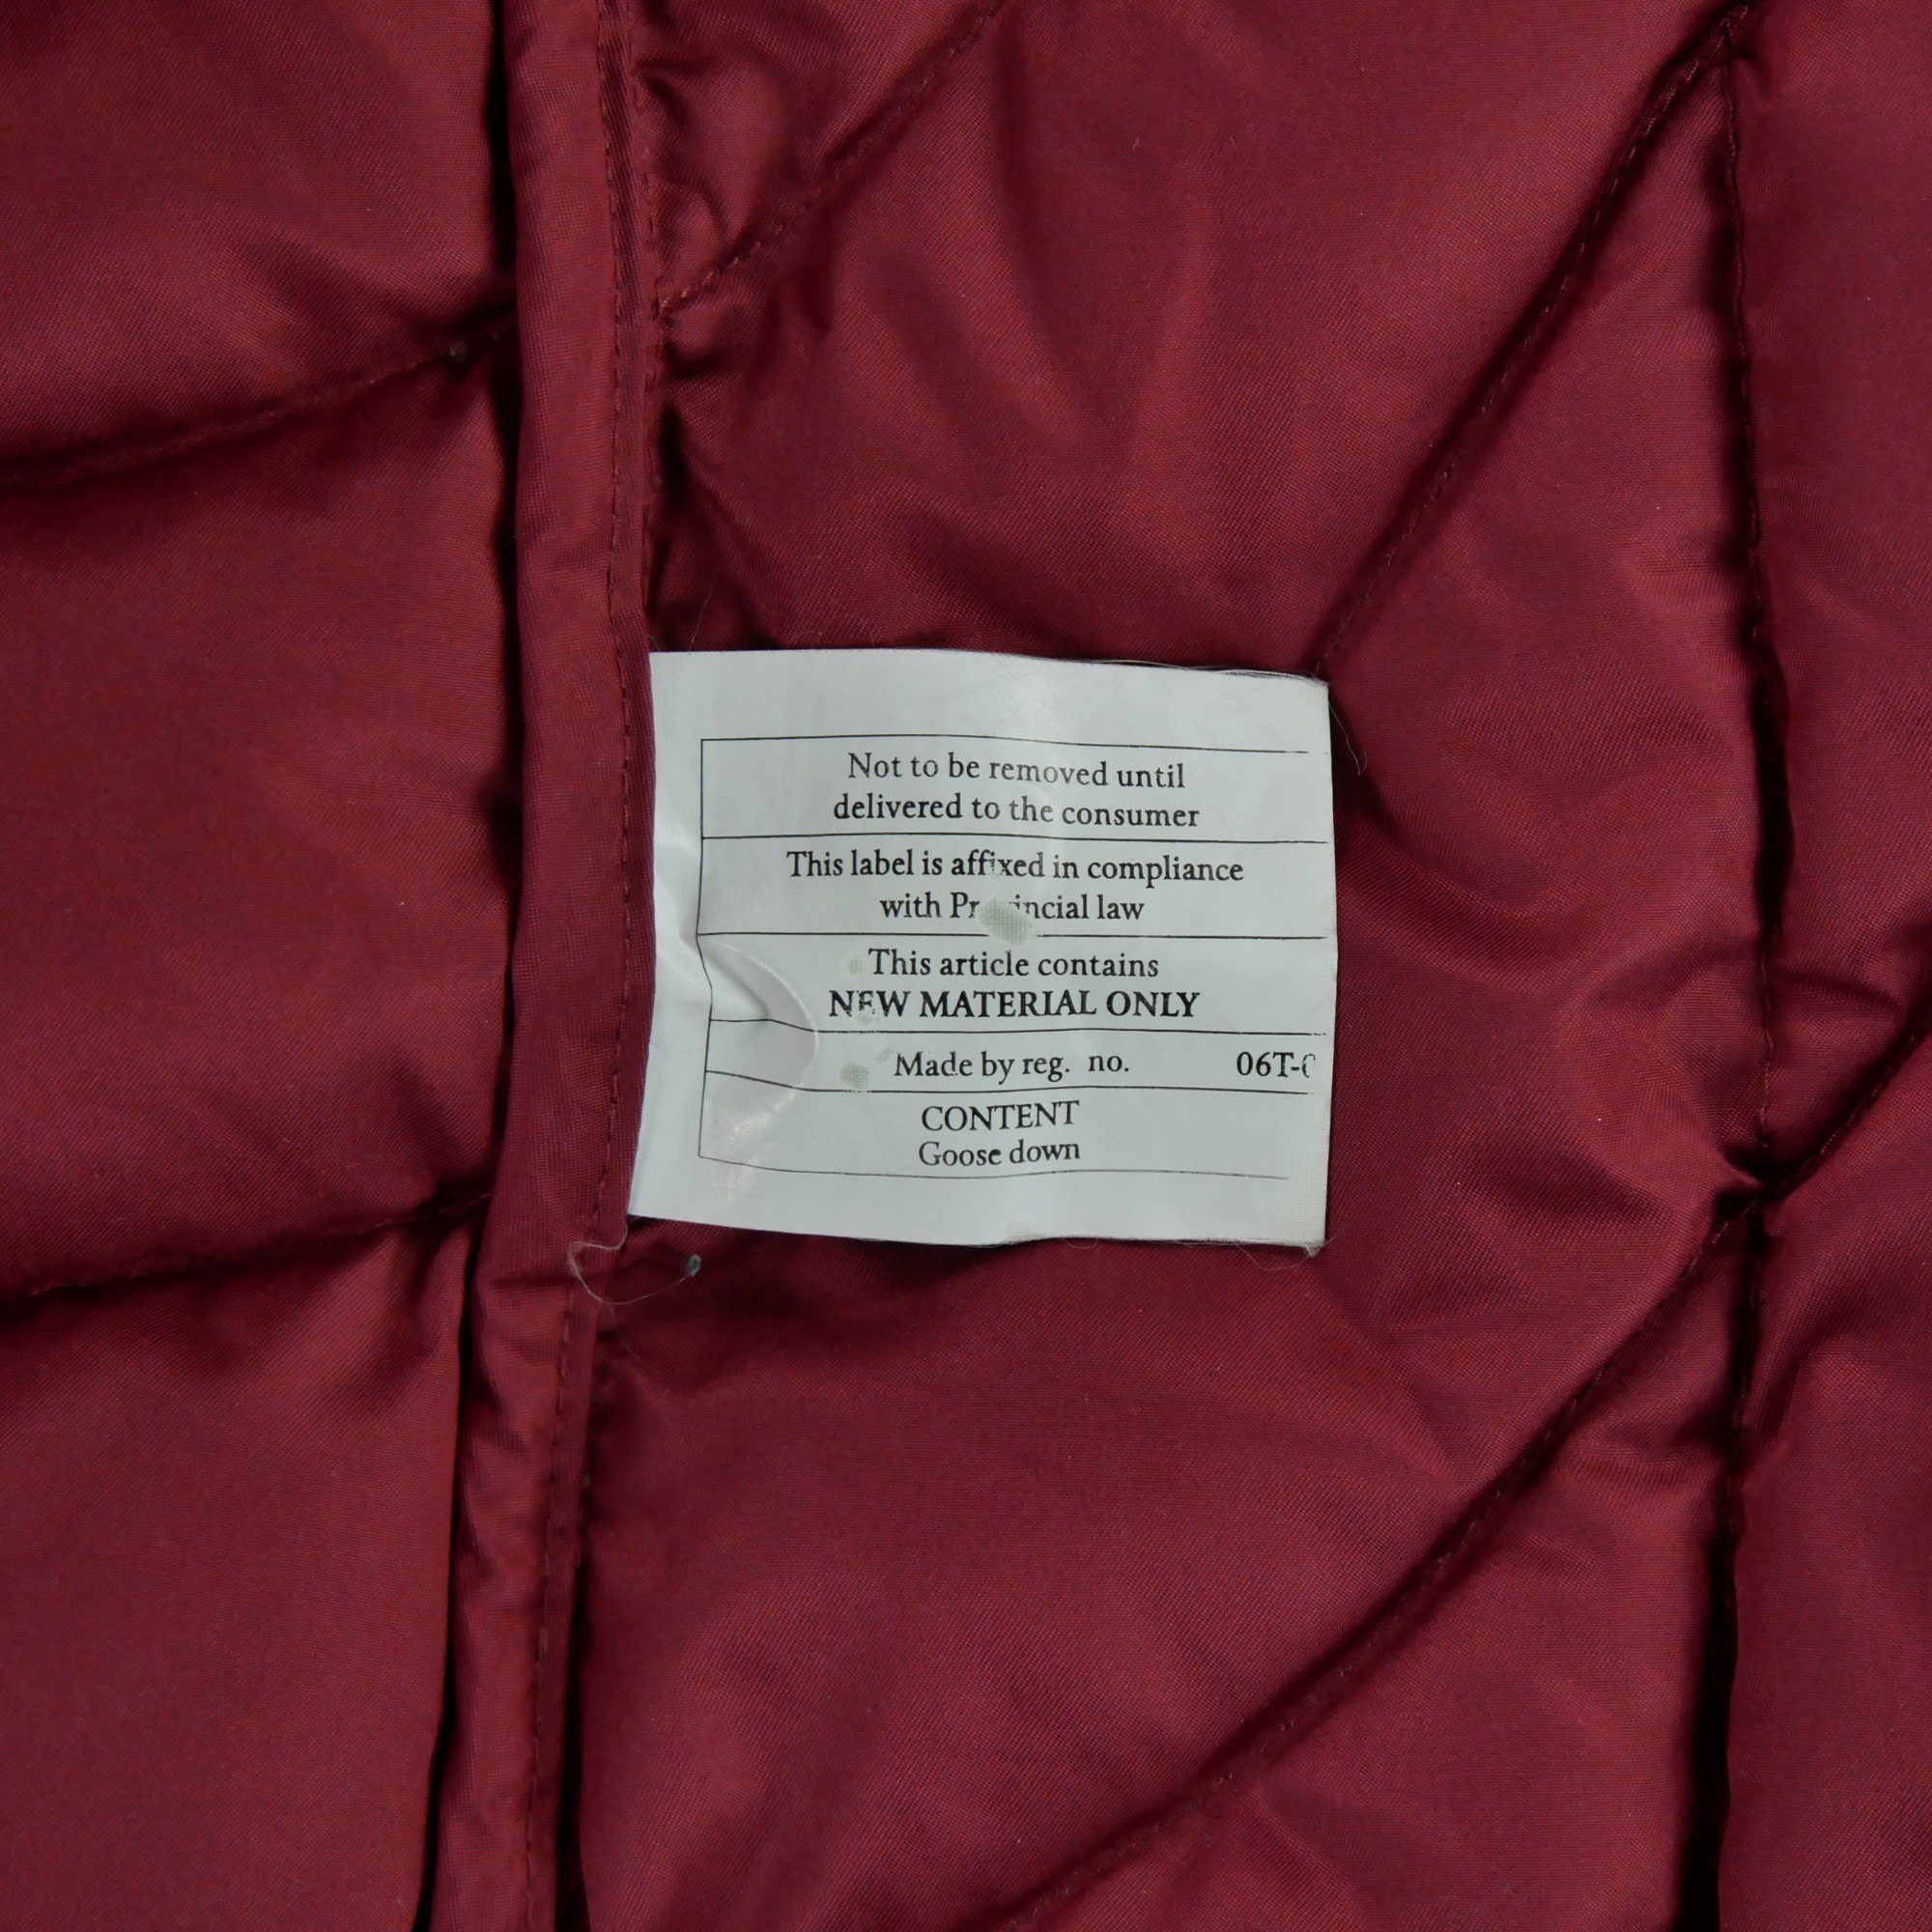 Not to be removed until
delivered to the consumer
This label is affixed in compliance
with law
This article contains
NEW MATERIAL ONLY
Made by reg. no. 06T-
CONTENT
Goose down